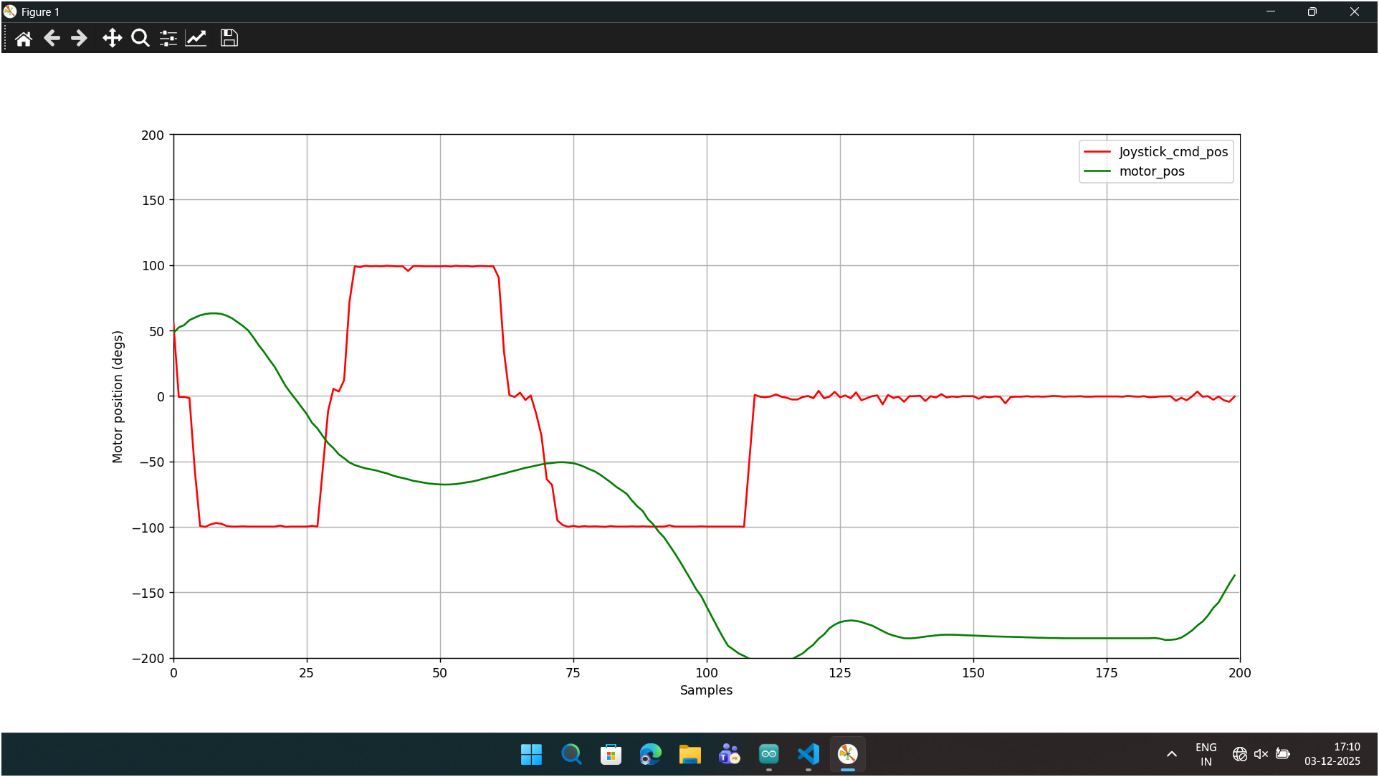 Figure 1
200
150
100
50
0
−50
−100
−150
−200
Motor position (degs)
Joystick_cmd_pos
motor_pos
0 25 50 75 100 125 150 175 200
Samples
ENG
IN
17:10
03-12-2025